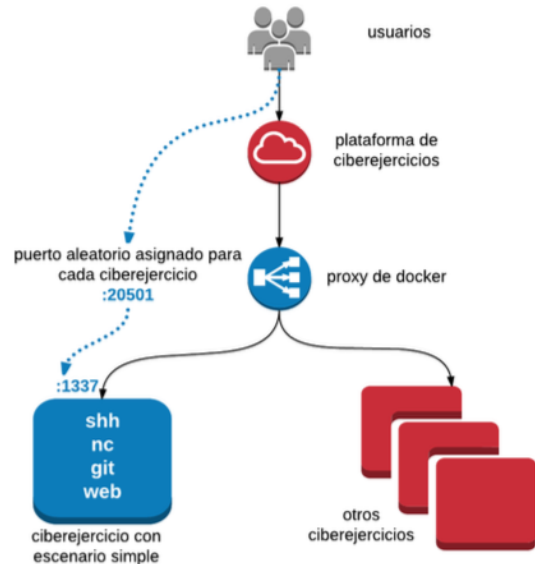 usuarios
plataforma de
ciberejercicios
puerto aleatorio asignado para
cada ciberejercicio
:20501
proxy de docker
:1337
shh
nc
git
web
ciberejercicio con
escenario simple
otros
ciberejercicios